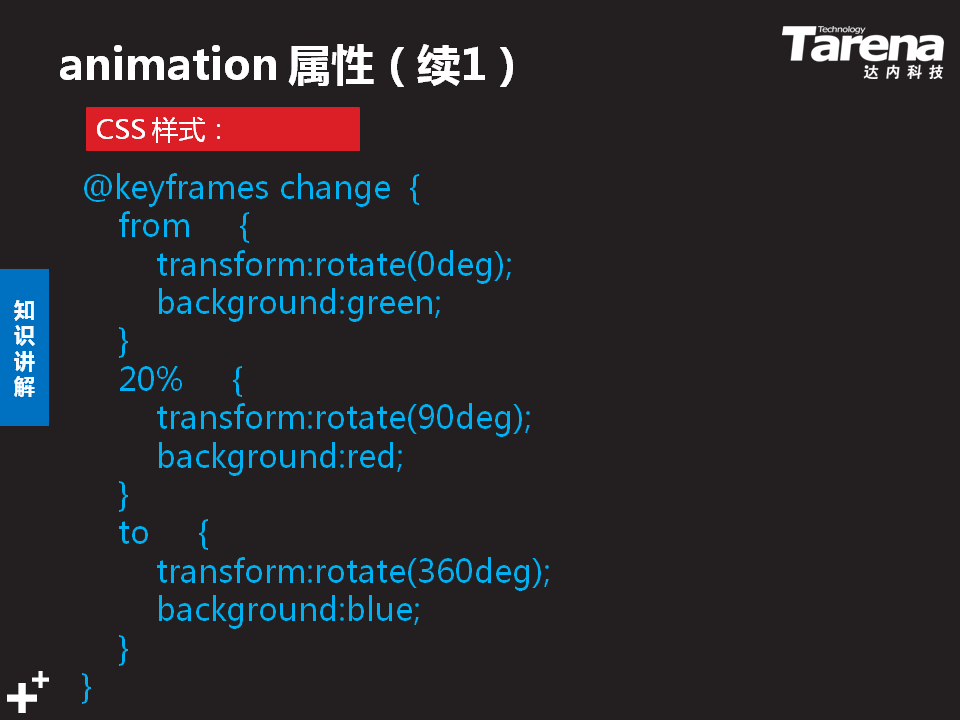 animation 属性（续1）
Technology
Tarena
达内科技
CSS 样式：
@keyframes change {
from {
transform:rotate(0deg);
background:green;
}
20% {
transform:rotate(90deg);
background:red;
}
to {
transform:rotate(360deg);
background:blue;
}
}
知识讲解